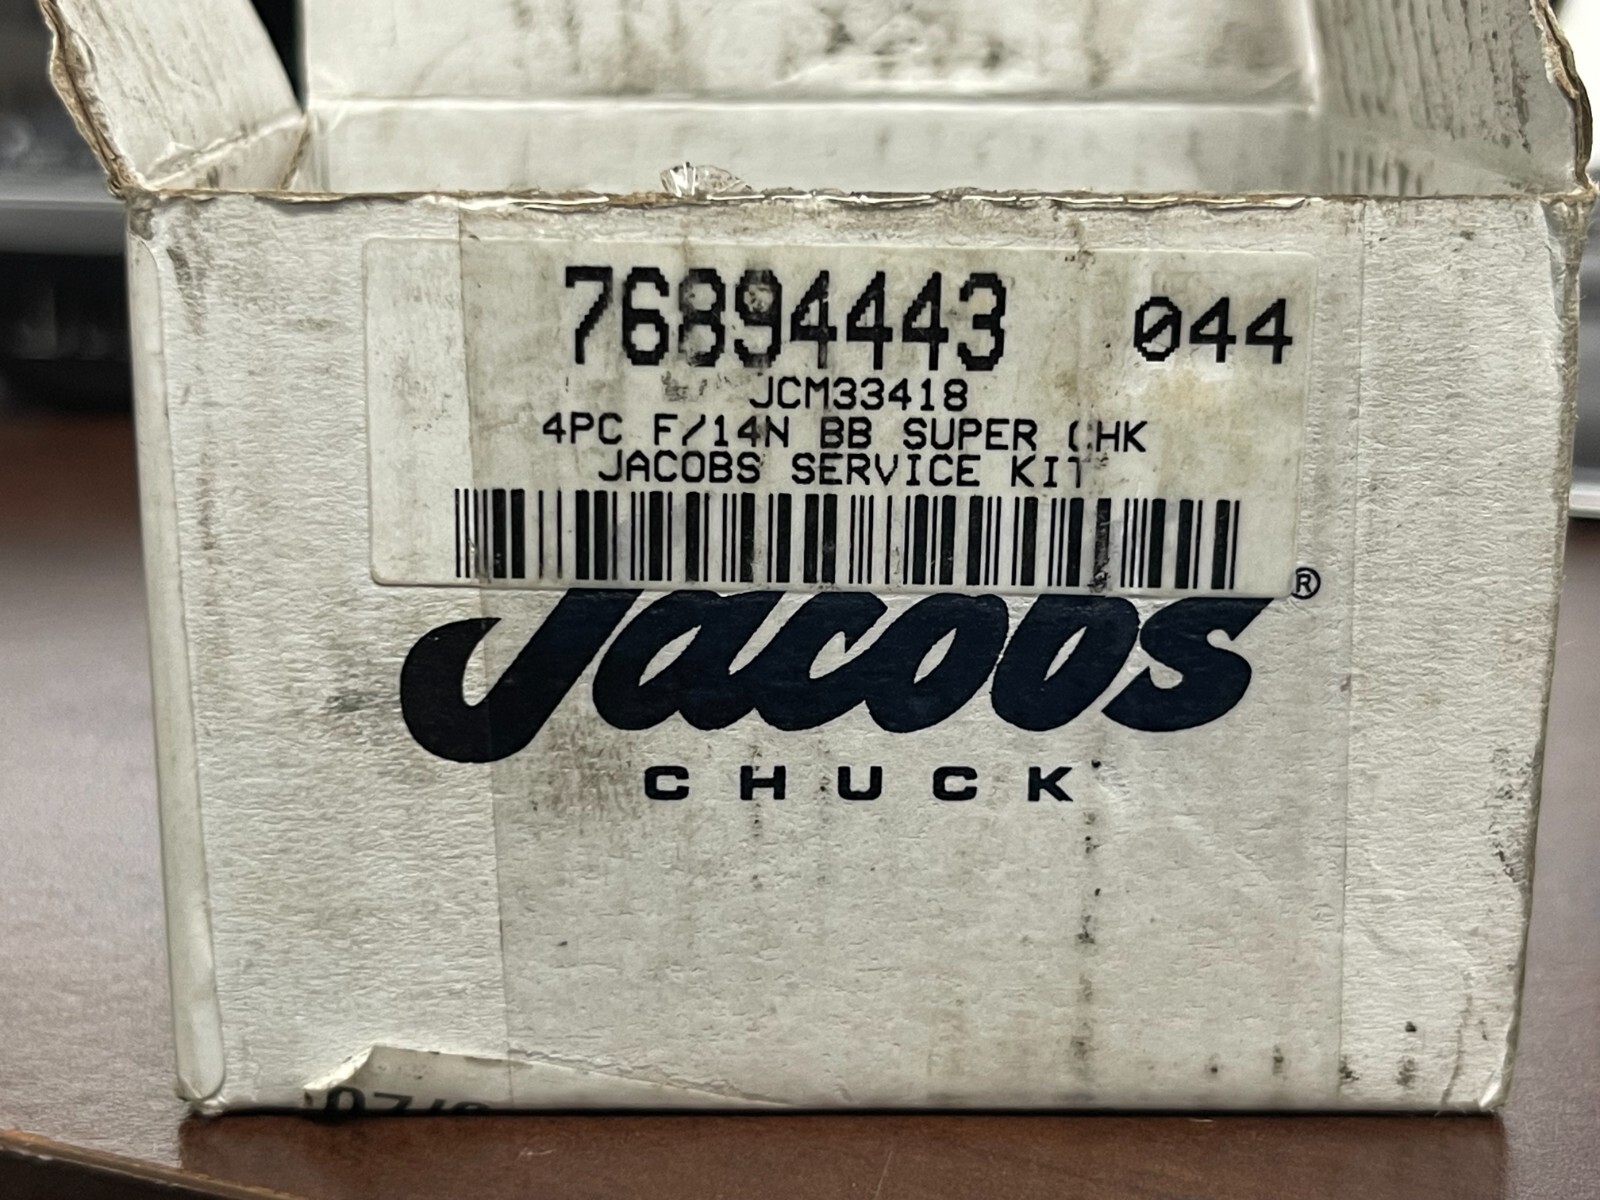 76894443 044
JCM33418
4PC F/14N BB SUPER CHK
JACOBS SERVICE KIT
Jacobs®
CHUCK